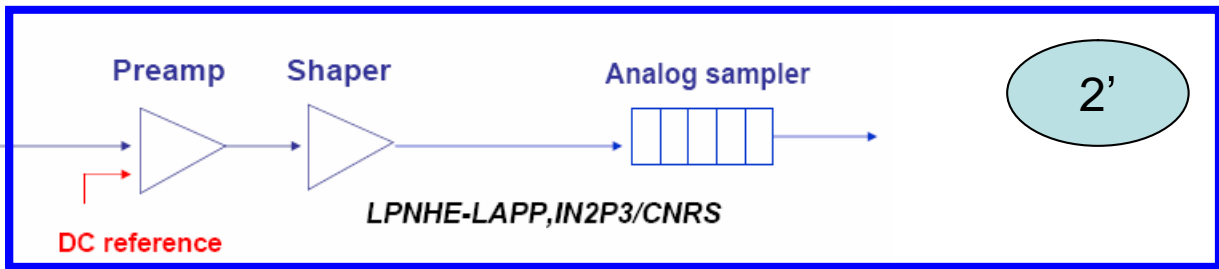 Preamp
Shaper
Analog sampler
2’
LPNHE-LAPP,IN2P3/CNRS
DC reference